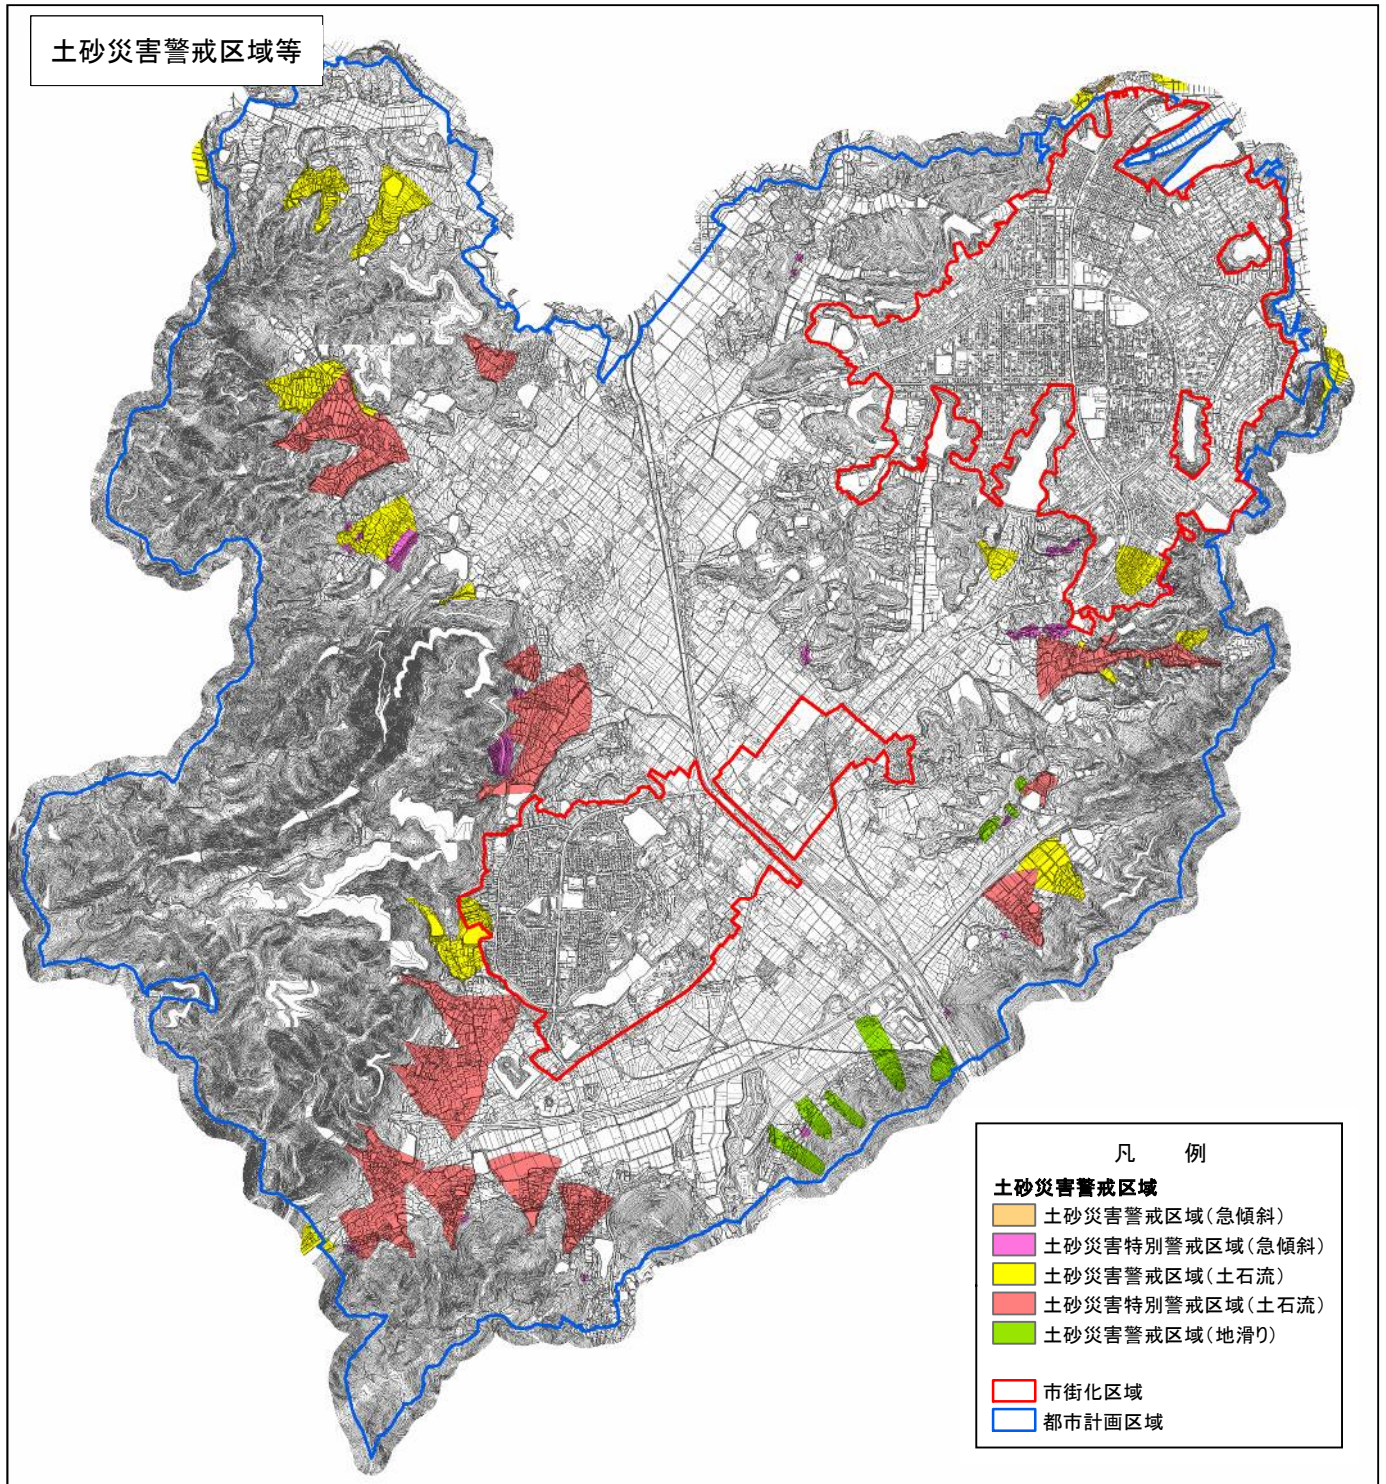 土砂災害警戒区域等
凡　例
土砂災害警戒区域
土砂災害警戒区域（急傾斜）
土砂災害特別警戒区域（急傾斜）
土砂災害警戒区域（土石流）
土砂災害特別警戒区域（土石流）
土砂災害警戒区域（地滑り）
市街化区域
都市計画区域